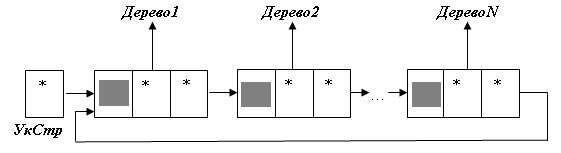 Дерево1 Дерево2 ДеревоN
* * * * * * *
...
УкСтр